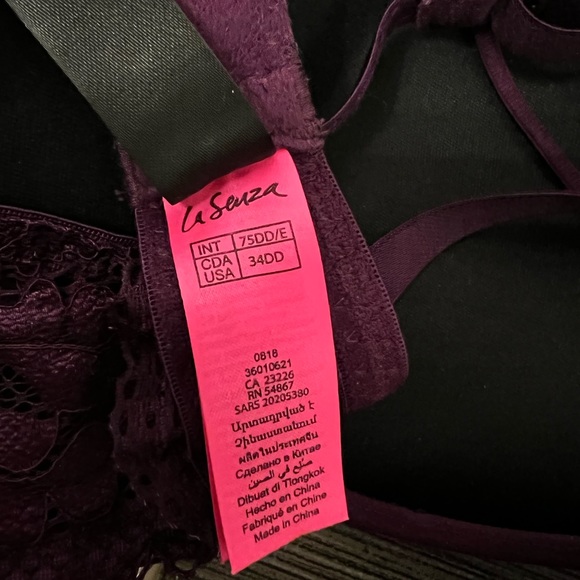 La Senza
INT 75DD/E
CDA USA 34DD
0818
36010621
CA 23226
RN 54867
SARS 20205380
Արտադրված է
Չինաստանում
ผลิตในประเทศจีน
Сделано в Китае
صنع في الصين
Dibuat di Tiongkok
Hecho en China
Fabriqué en Chine
Made in China